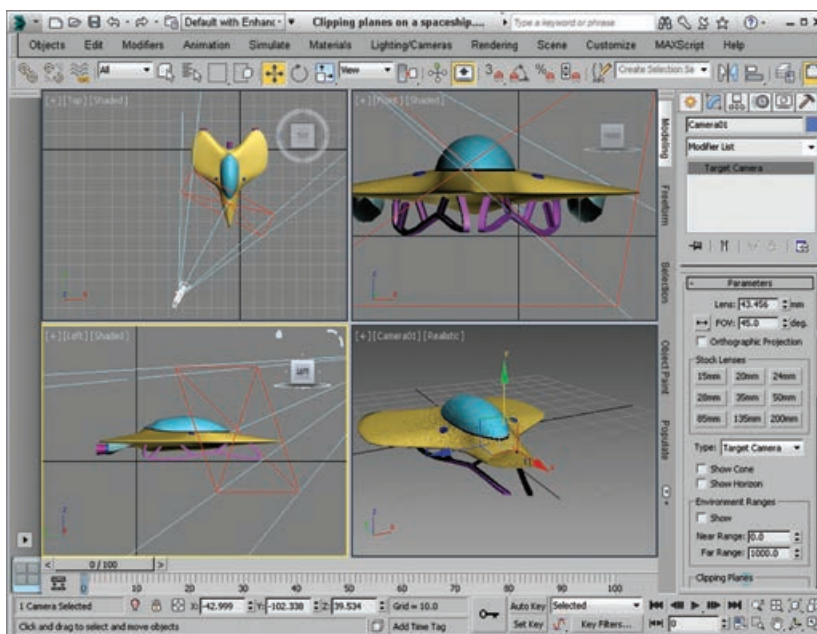 Default with Enhanc
Clipping planes on a spaceship....
Type a keyword or phrase
Objects Edit Modifiers Animation Simulate Materials Lighting/Cameras Rendering Scene Customize MAXScript Help
All
View
3
Create Selection Se
[+][Top][Shaded]
TOP
[+][Front][Shaded]
FRONT
[+][Left][Shaded]
LEFT
[+][Camera01][Realistic]
Modeling
Freeform
Selection
Object Paint
Populate
Camera01
Modifier List
Target Camera
- Parameters
Lens: 43.456 mm
FOV: 45.0 deg.
Orthographic Projection
Stock Lenses
15mm 20mm 24mm
28mm 35mm 50mm
85mm 135mm 200mm
Type: Target Camera
Show Cone
Show Horizon
Environment Ranges
Show
Near Range: 0.0
Far Range: 1000.0
Clipping Planes
< 0 / 100 >
0 10 20 30 40 50 60 70 80 90 100
1 Camera Selected X: -42.999 Y: -102.338 Z: 39.534 Grid = 10.0
Auto Key Selected
Click and drag to select and move objects Add Time Tag
Set Key Key Filters... 0